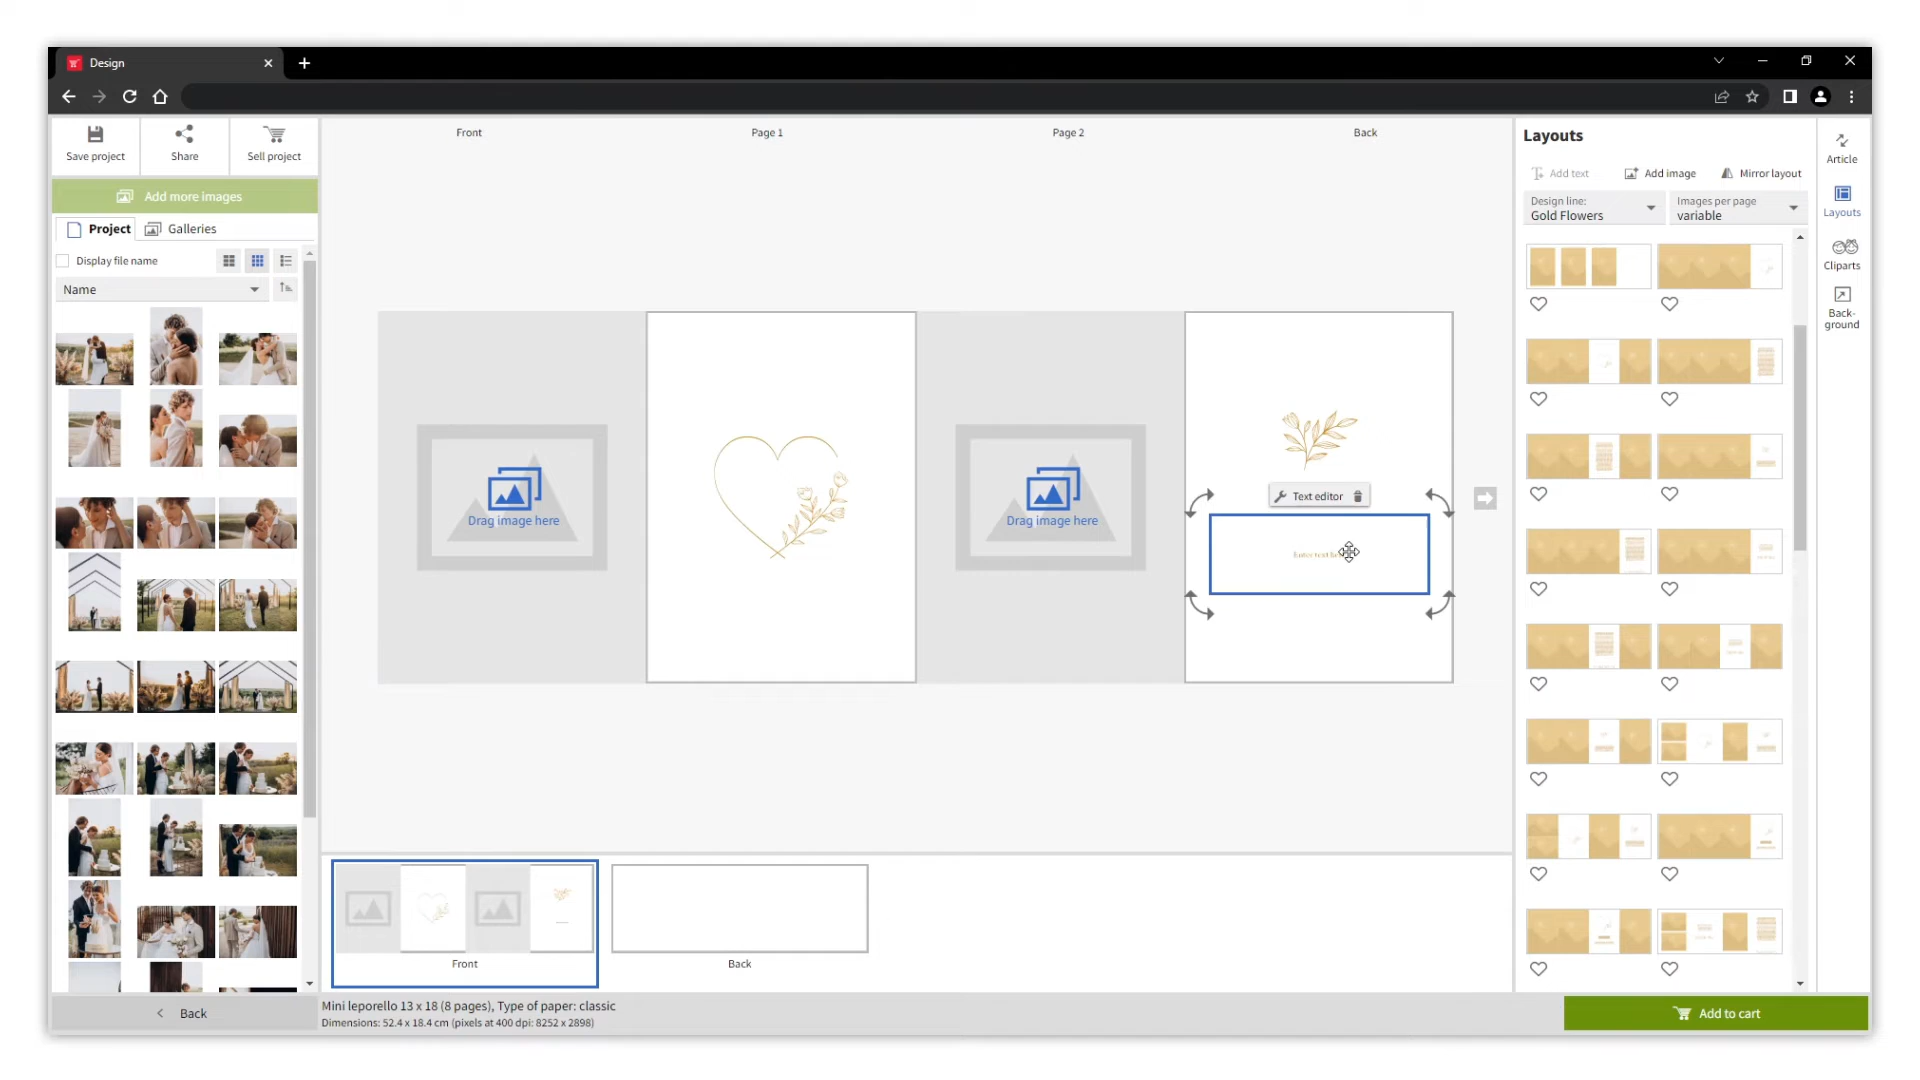 Design
Save project
Share
Sell project
Add more images
Project
Galleries
Display file name
Name
Front
Page 1
Page 2
Back
Drag image here
Drag image here
Text editor
Front
Back
Layouts
Add text
Add image
Mirror layout
Design line:
Gold Flowers
Images per page
variable
Article
Layouts
Cliparts
Back-
ground
Back
Mini leporello 13 x 18 (8 pages), Type of paper: classic
Dimensions: 52.4 x 18.4 cm (pixels at 400 dpi: 8252 x 2898)
Add to cart